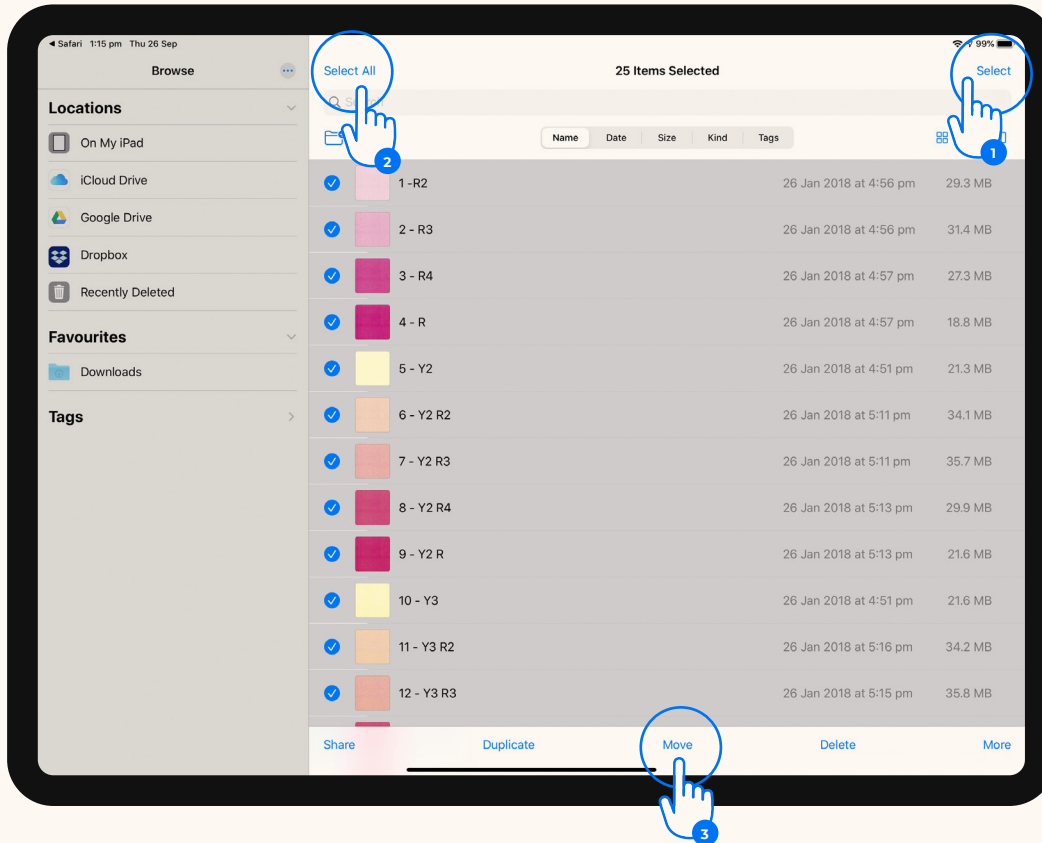 ◀ Safari 1:15 pm Thu 26 Sep
99%
Browse
Select All
25 Items Selected
Select
Locations
On My iPad
iCloud Drive
Google Drive
Dropbox
Recently Deleted
Favourites
Downloads
Tags
Name Date Size Kind Tags
2
1
1 -R2 26 Jan 2018 at 4:56 pm 29.3 MB
2 - R3 26 Jan 2018 at 4:56 pm 31.4 MB
3 - R4 26 Jan 2018 at 4:57 pm 27.3 MB
4 - R 26 Jan 2018 at 4:57 pm 18.8 MB
5 - Y2 26 Jan 2018 at 4:51 pm 21.3 MB
6 - Y2 R2 26 Jan 2018 at 5:11 pm 34.1 MB
7 - Y2 R3 26 Jan 2018 at 5:11 pm 35.7 MB
8 - Y2 R4 26 Jan 2018 at 5:13 pm 29.9 MB
9 - Y2 R 26 Jan 2018 at 5:13 pm 21.6 MB
10 - Y3 26 Jan 2018 at 4:51 pm 21.6 MB
11 - Y3 R2 26 Jan 2018 at 5:16 pm 34.2 MB
12 - Y3 R3 26 Jan 2018 at 5:15 pm 35.8 MB
Share Duplicate Move Delete More
3